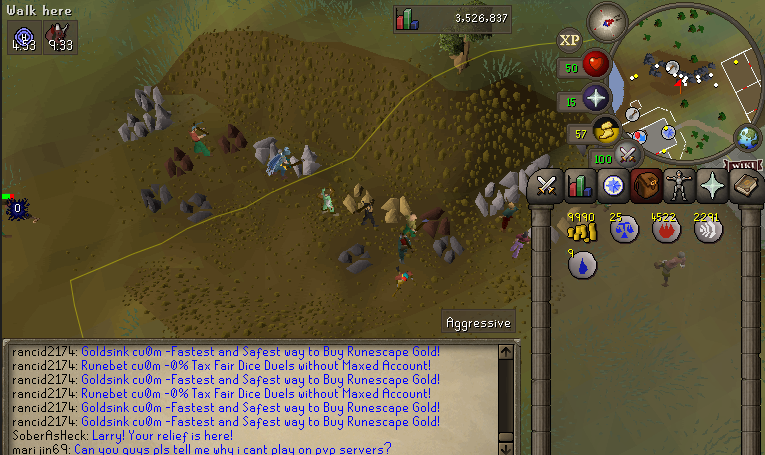 Walk here
3,526,837
4:53 9:33
XP
50
15
57
100
WIKI
9990 25 4522 2291
9
0
Aggressive
rancid2174: Goldsink cu0m -Fastest and Safest way to Buy Runescape Gold!
rancid2174: Runebet cu0m -0% Tax Fair Dice Duels without Maxed Account!
rancid2174: Goldsink cu0m -Fastest and Safest way to Buy Runescape Gold!
rancid2174: Runebet cu0m -0% Tax Fair Dice Duels without Maxed Account!
rancid2174: Goldsink cu0m -Fastest and Safest way to Buy Runescape Gold!
rancid2174: Goldsink cu0m -Fastest and Safest way to Buy Runescape Gold!
SoberAsHeck: Larry! Your relief is here!
marijin69: Can you guys pls tell me why i cant play on pvp servers?